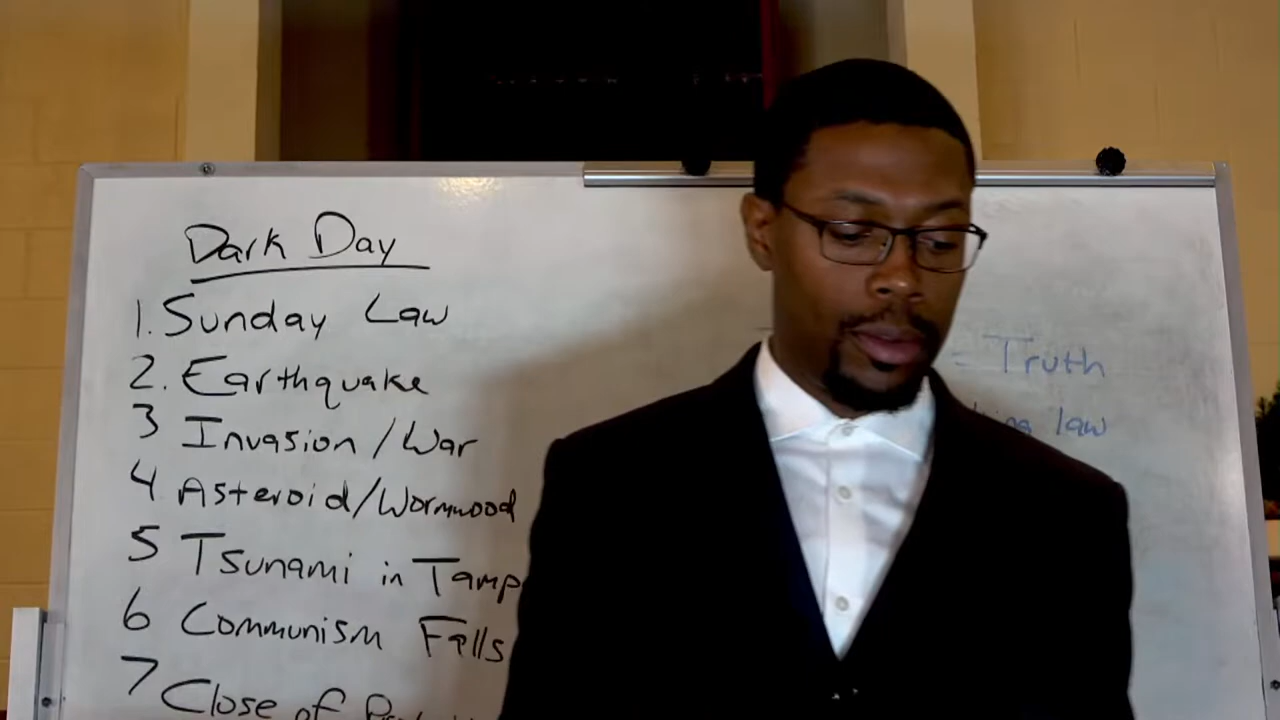 Dark Day
1. Sunday Law
2. Earthquake
3 Invasion / War
4 Asteroid/Wormwood
5 Tsunami in Tamp
6 Communism Falls
7 Close of
= Truth
law